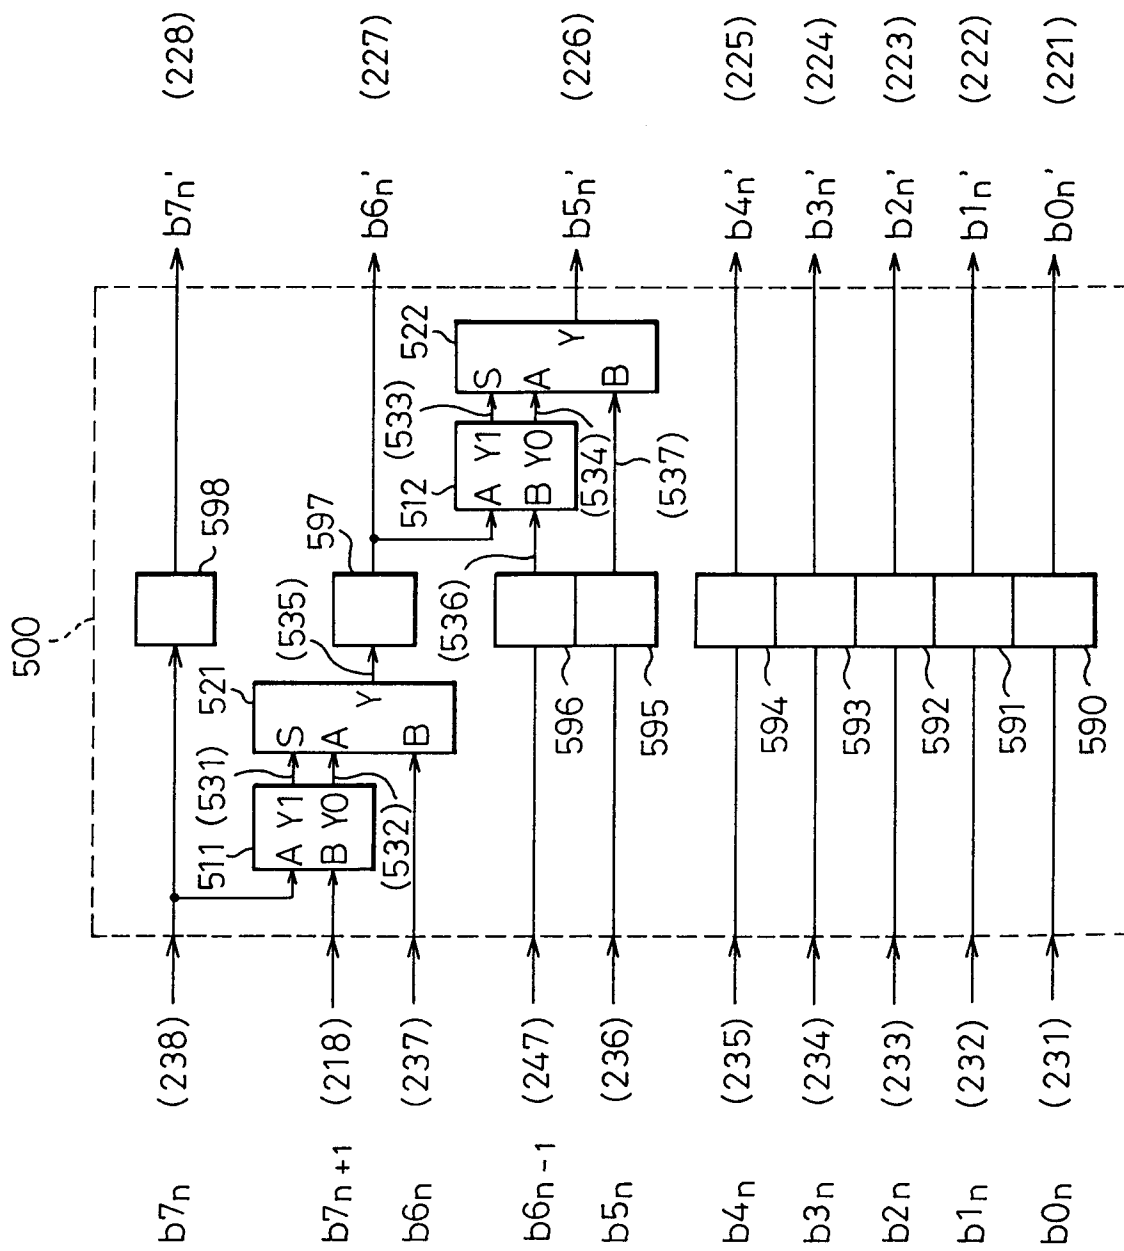 500
b7n (238) 598 b7n' (228)
511 (531) 521 (535) 597 b6n' (227)
A Y1 S
B Y0 A Y
B
(532)
b7n+1 (218)
b6n (237)
(536) 512 (533) 522 b5n' (226)
A Y1 S
B Y0 A Y
B
(534)
(537)
b6n-1 (247) 596
b5n (236) 595
b4n (235) 594 b4n' (225)
b3n (234) 593 b3n' (224)
b2n (233) 592 b2n' (223)
b1n (232) 591 b1n' (222)
b0n (231) 590 b0n' (221)